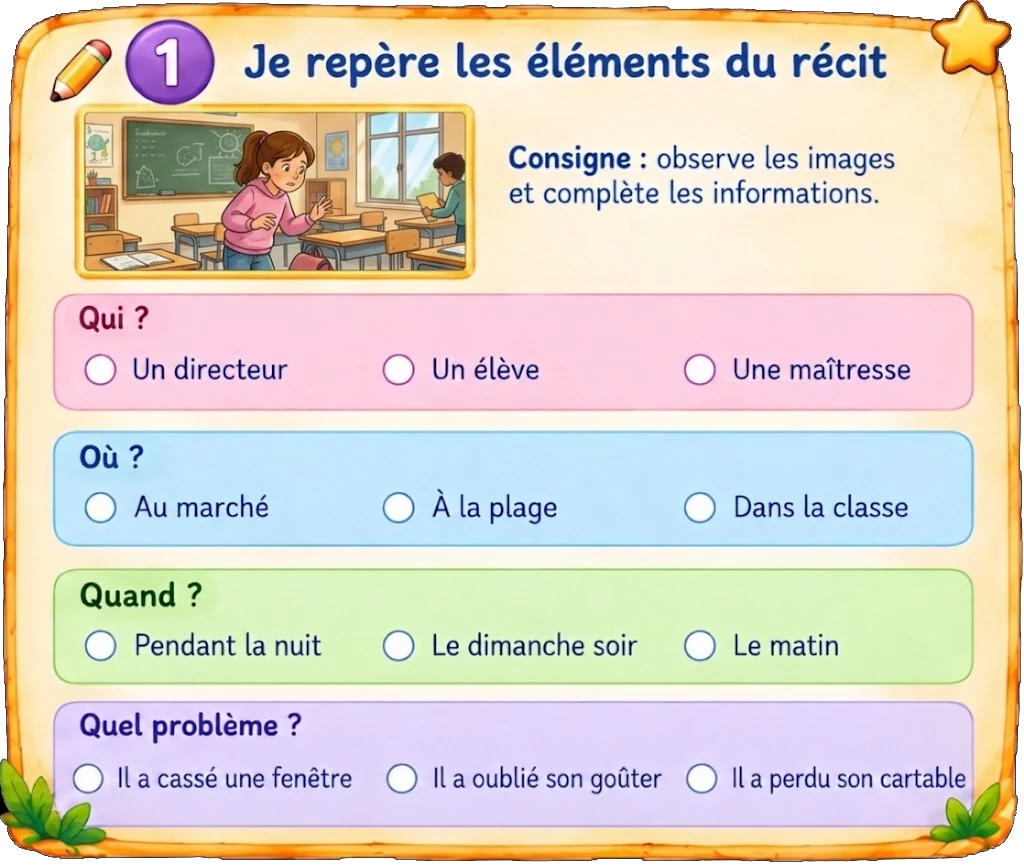 1 Je repère les éléments du récit
Consigne : observe les images
et complète les informations.
Qui ?
Un directeur Un élève Une maîtresse
Où ?
Au marché À la plage Dans la classe
Quand ?
Pendant la nuit Le dimanche soir Le matin
Quel problème ?
Il a cassé une fenêtre Il a oublié son goûter Il a perdu son cartable